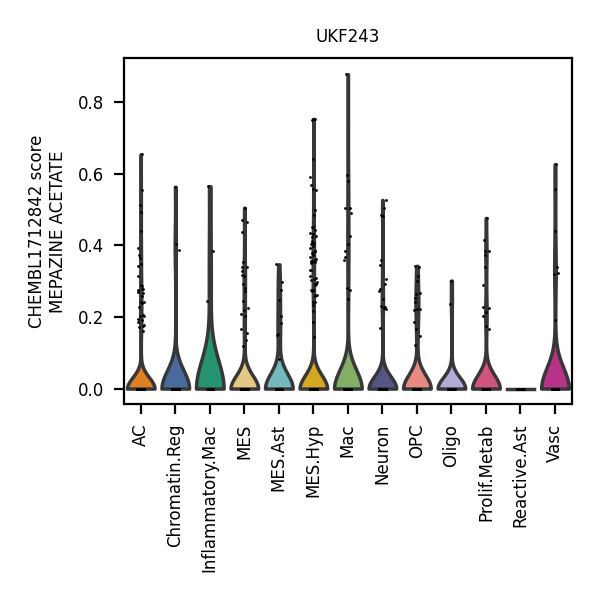 UKF243
CHEMBL1712842 score
MEPAZINE ACETATE
0.8
0.6
0.4
0.2
0.0
AC
Chromatin.Reg
Inflammatory.Mac
MES
MES.Ast
MES.Hyp
Mac
Neuron
OPC
Oligo
Prolif.Metab
Reactive.Ast
Vasc